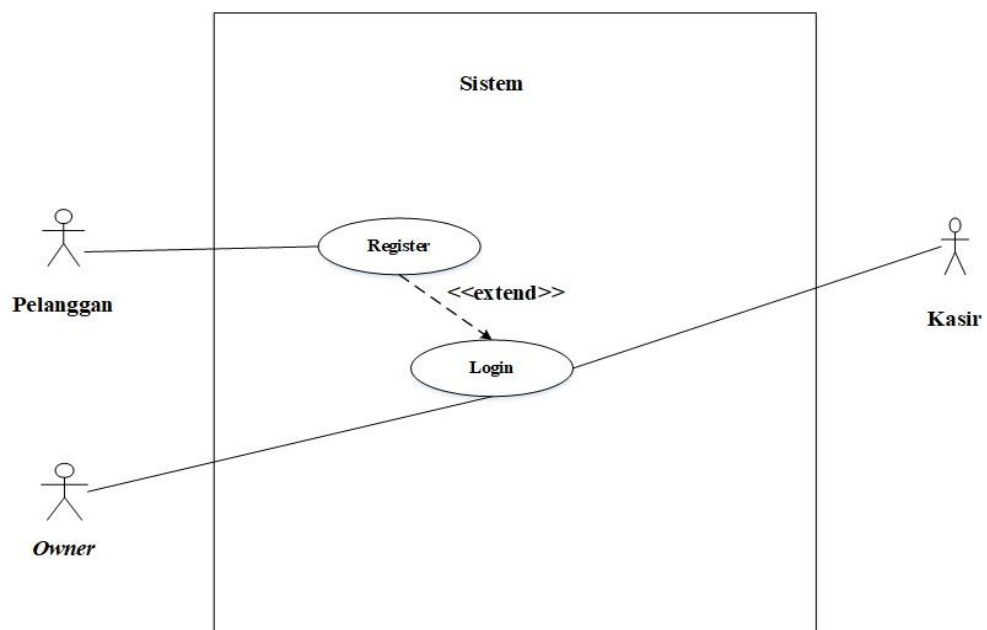 Sistem
Register
<<extend>>
Pelanggan
Kasir
Login
Owner